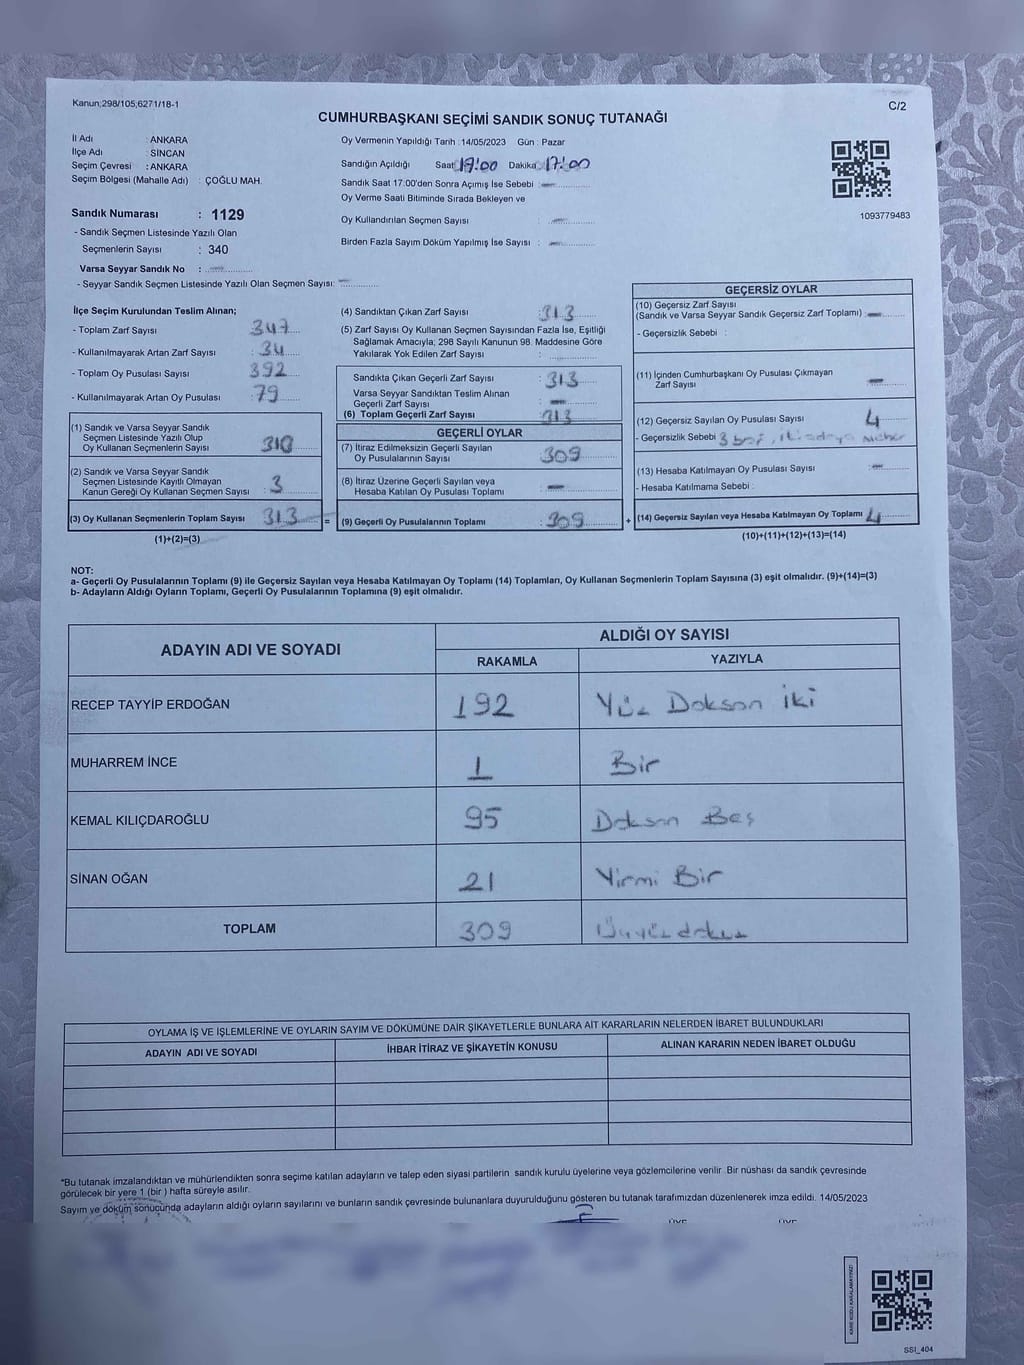 Kanun;298/105;6271/18-1
C/2
CUMHURBAŞKANI SEÇİMİ SANDIK SONUÇ TUTANAĞI
İl Adı : ANKARA
İlçe Adı : SİNCAN
Seçim Çevresi : ANKARA
Seçim Bölgesi (Mahalle Adı) : ÇOĞLU MAH.
Oy Vermenin Yapıldığı Tarih :14/05/2023 Gün : Pazar
Sandığın Açıldığı Saat: 17:00 Dakika: 17:00
Sandık Saat 17:00'den Sonra Açımış İse Sebebi : —
Oy Verme Saati Bitiminde Sırada Bekleyen ve
Oy Kullandırılan Seçmen Sayısı : —
Birden Fazla Sayım Döküm Yapılmış İse Sayısı : —
1093779483
Sandık Numarası : 1129
- Sandık Seçmen Listesinde Yazılı Olan
Seçmenlerin Sayısı : 340
Varsa Seyyar Sandık No : —
- Seyyar Sandık Seçmen Listesinde Yazılı Olan Seçmen Sayısı: —
İlçe Seçim Kurulundan Teslim Alınan;
- Toplam Zarf Sayısı : 347
- Kullanılmayarak Artan Zarf Sayısı : 34
- Toplam Oy Pusulası Sayısı : 392
- Kullanılmayarak Artan Oy Pusulası : 79
(1) Sandık ve Varsa Seyyar Sandık
Seçmen Listesinde Yazılı Olup
Oy Kullanan Seçmenlerin Sayısı : 310
(2) Sandık ve Varsa Seyyar Sandık
Seçmen Listesinde Kayıtlı Olmayan
Kanun Gereği Oy Kullanan Seçmen Sayısı : 3
(3) Oy Kullanan Seçmenlerin Toplam Sayısı : 313 =
(1)+(2)=(3)
(4) Sandıktan Çıkan Zarf Sayısı : 313
(5) Zarf Sayısı Oy Kullanan Seçmen Sayısından Fazla İse, Eşitliği
Sağlamak Amacıyla; 298 Sayılı Kanunun 98. Maddesine Göre
Yakılarak Yok Edilen Zarf Sayısı :
Sandıkta Çıkan Geçerli Zarf Sayısı : 313
Varsa Seyyar Sandıktan Teslim Alınan
Geçerli Zarf Sayısı : —
(6) Toplam Geçerli Zarf Sayısı : 313
GEÇERLİ OYLAR
(7) İtiraz Edilmeksizin Geçerli Sayılan
Oy Pusulalarının Sayısı : 309
(8) İtiraz Üzerine Geçerli Sayılan veya
Hesaba Katılan Oy Pusulası Toplamı : —
(9) Geçerli Oy Pusulalarının Toplamı : 309 +
GEÇERSİZ OYLAR
(10) Geçersiz Zarf Sayısı
(Sandık ve Varsa Seyyar Sandık Geçersiz Zarf Toplamı) : —
- Geçersizlik Sebebi :
(11) İçinden Cumhurbaşkanı Oy Pusulası Çıkmayan
Zarf Sayısı : —
(12) Geçersiz Sayılan Oy Pusulası Sayısı : 4
- Geçersizlik Sebebi : 3 boş,
(13) Hesaba Katılmayan Oy Pusulası Sayısı : —
- Hesaba Katılmama Sebebi :
(14) Geçersiz Sayılan veya Hesaba Katılmayan Oy Toplamı : 4
(10)+(11)+(12)+(13)=(14)
NOT:
a- Geçerli Oy Pusulalarının Toplamı (9) ile Geçersiz Sayılan veya Hesaba Katılmayan Oy Toplamı (14) Toplamları, Oy Kullanan Seçmenlerin Toplam Sayısına (3) eşit olmalıdır. (9)+(14)=(3)
b- Adayların Aldığı Oyların Toplamı, Geçerli Oy Pusulalarının Toplamına (9) eşit olmalıdır.
ADAYIN ADI VE SOYADI
ALDIĞI OY SAYISI
RAKAMLA YAZIYLA
RECEP TAYYİP ERDOĞAN 192 Yüz Doksan İki
MUHARREM İNCE 1 Bir
KEMAL KILIÇDAROĞLU 95 Doksan Beş
SİNAN OĞAN 21 Yirmi Bir
TOPLAM 309 Üçyüzdokuz
OYLAMA İŞ VE İŞLEMLERİNE VE OYLARIN SAYIM VE DÖKÜMÜNE DAİR ŞİKAYETLERLE BUNLARA AİT KARARLARIN NELERDEN İBARET BULUNDUKLARI
ADAYIN ADI VE SOYADI İHBAR İTİRAZ VE ŞİKAYETİN KONUSU ALINAN KARARIN NEDEN İBARET OLDUĞU
*Bu tutanak imzalandıktan ve mühürlendikten sonra seçime katılan adayların ve talep eden siyasi partilerin sandık kurulu üyelerine veya gözlemcilerine verilir. Bir nüshası da sandık çevresinde
görülecek bir yere 1 (bir ) hafta süreyle asılır.
Sayım ve döküm sonucunda adayların aldığı oyların sayılarını ve bunların sandık çevresinde bulunanlara duyurulduğunu gösteren bu tutanak tarafımızdan düzenlenerek imza edildi. 14/05/2023
ÜYE ÜYE
KARE KODU KARALAMAYINIZ!
SSİ_404